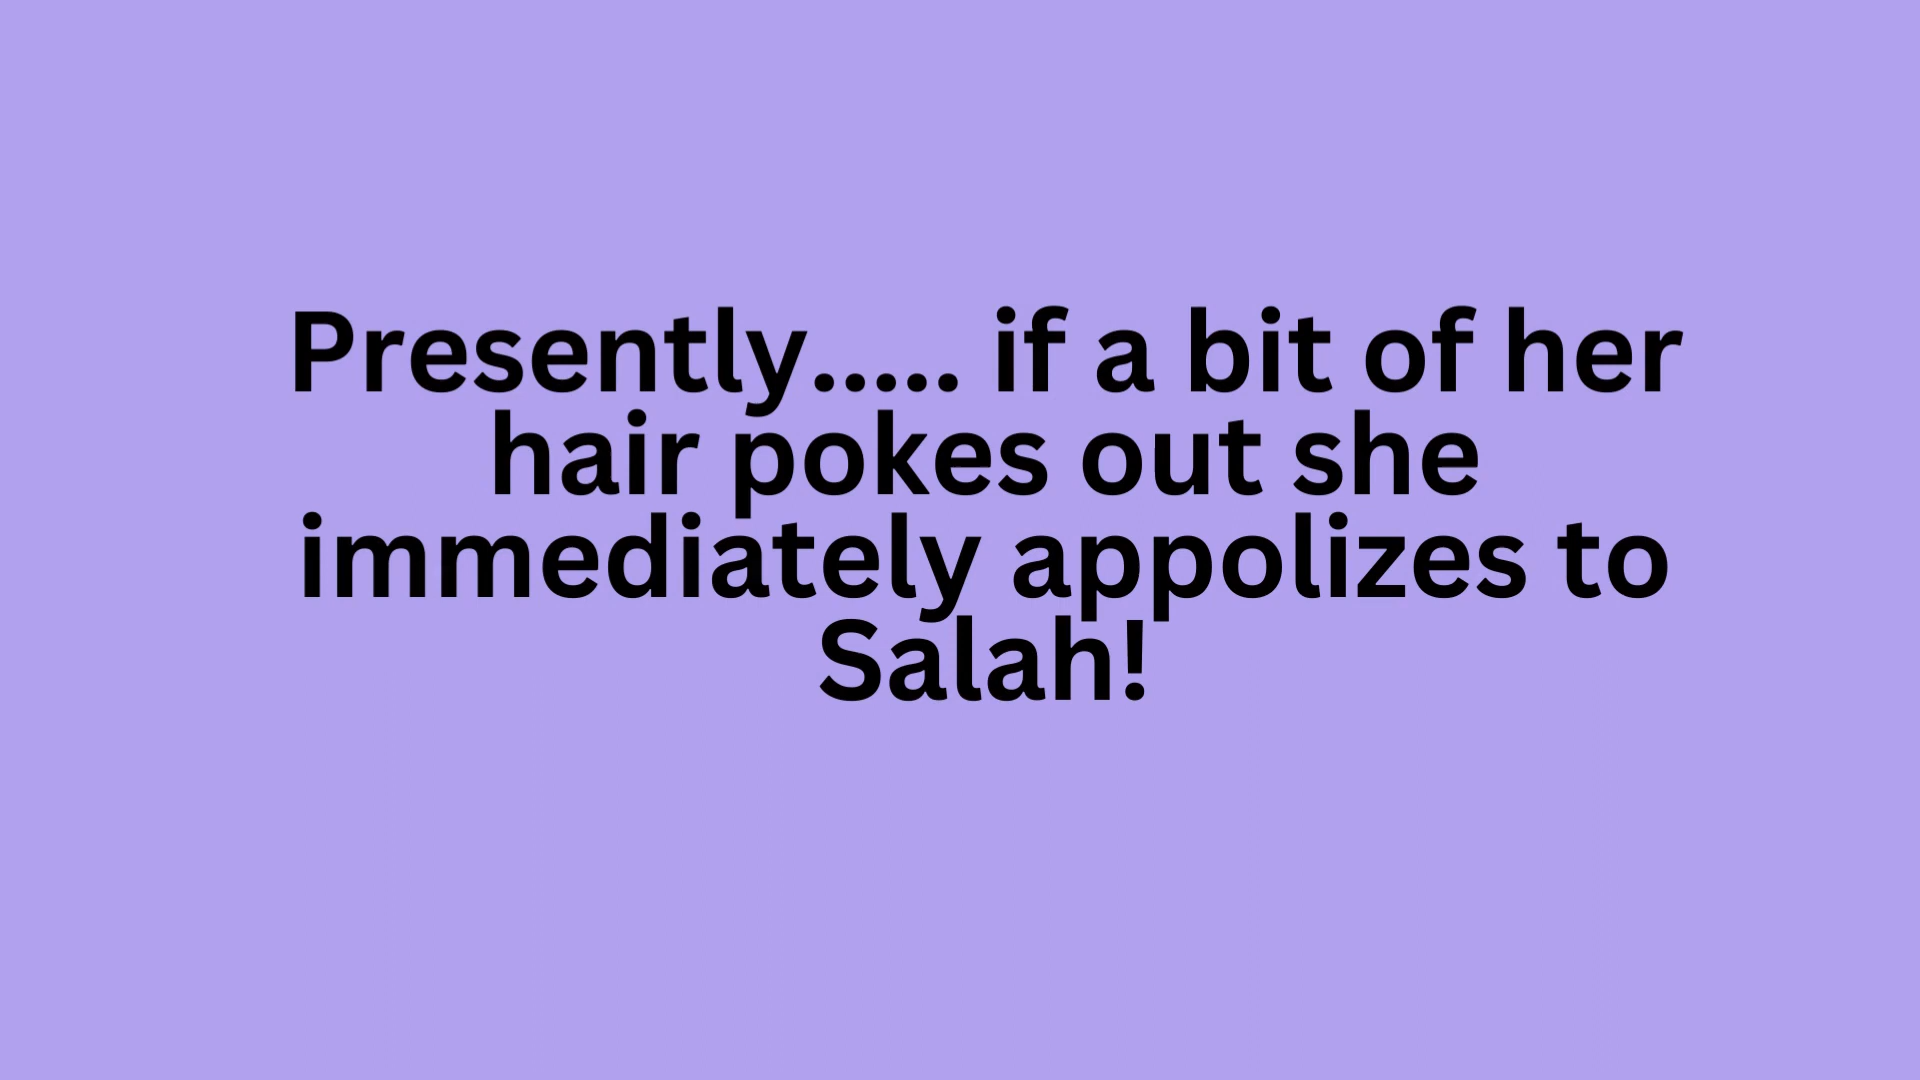 Presently..... if a bit of her
hair pokes out she
immediately appolizes to
Salah!